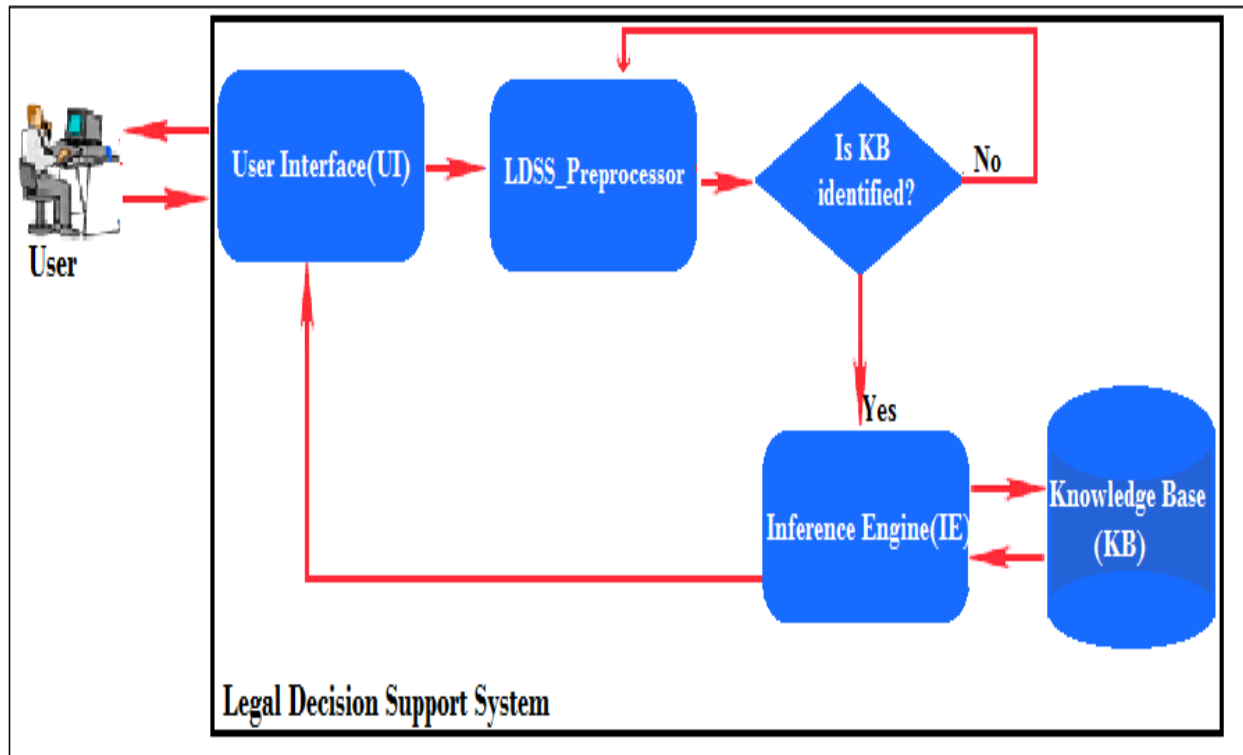 User
User Interface(UI)
LDSS_Preprocessor
Is KB
identified?
No
Yes
Inference Engine(IE)
Knowledge Base
(KB)
Legal Decision Support System